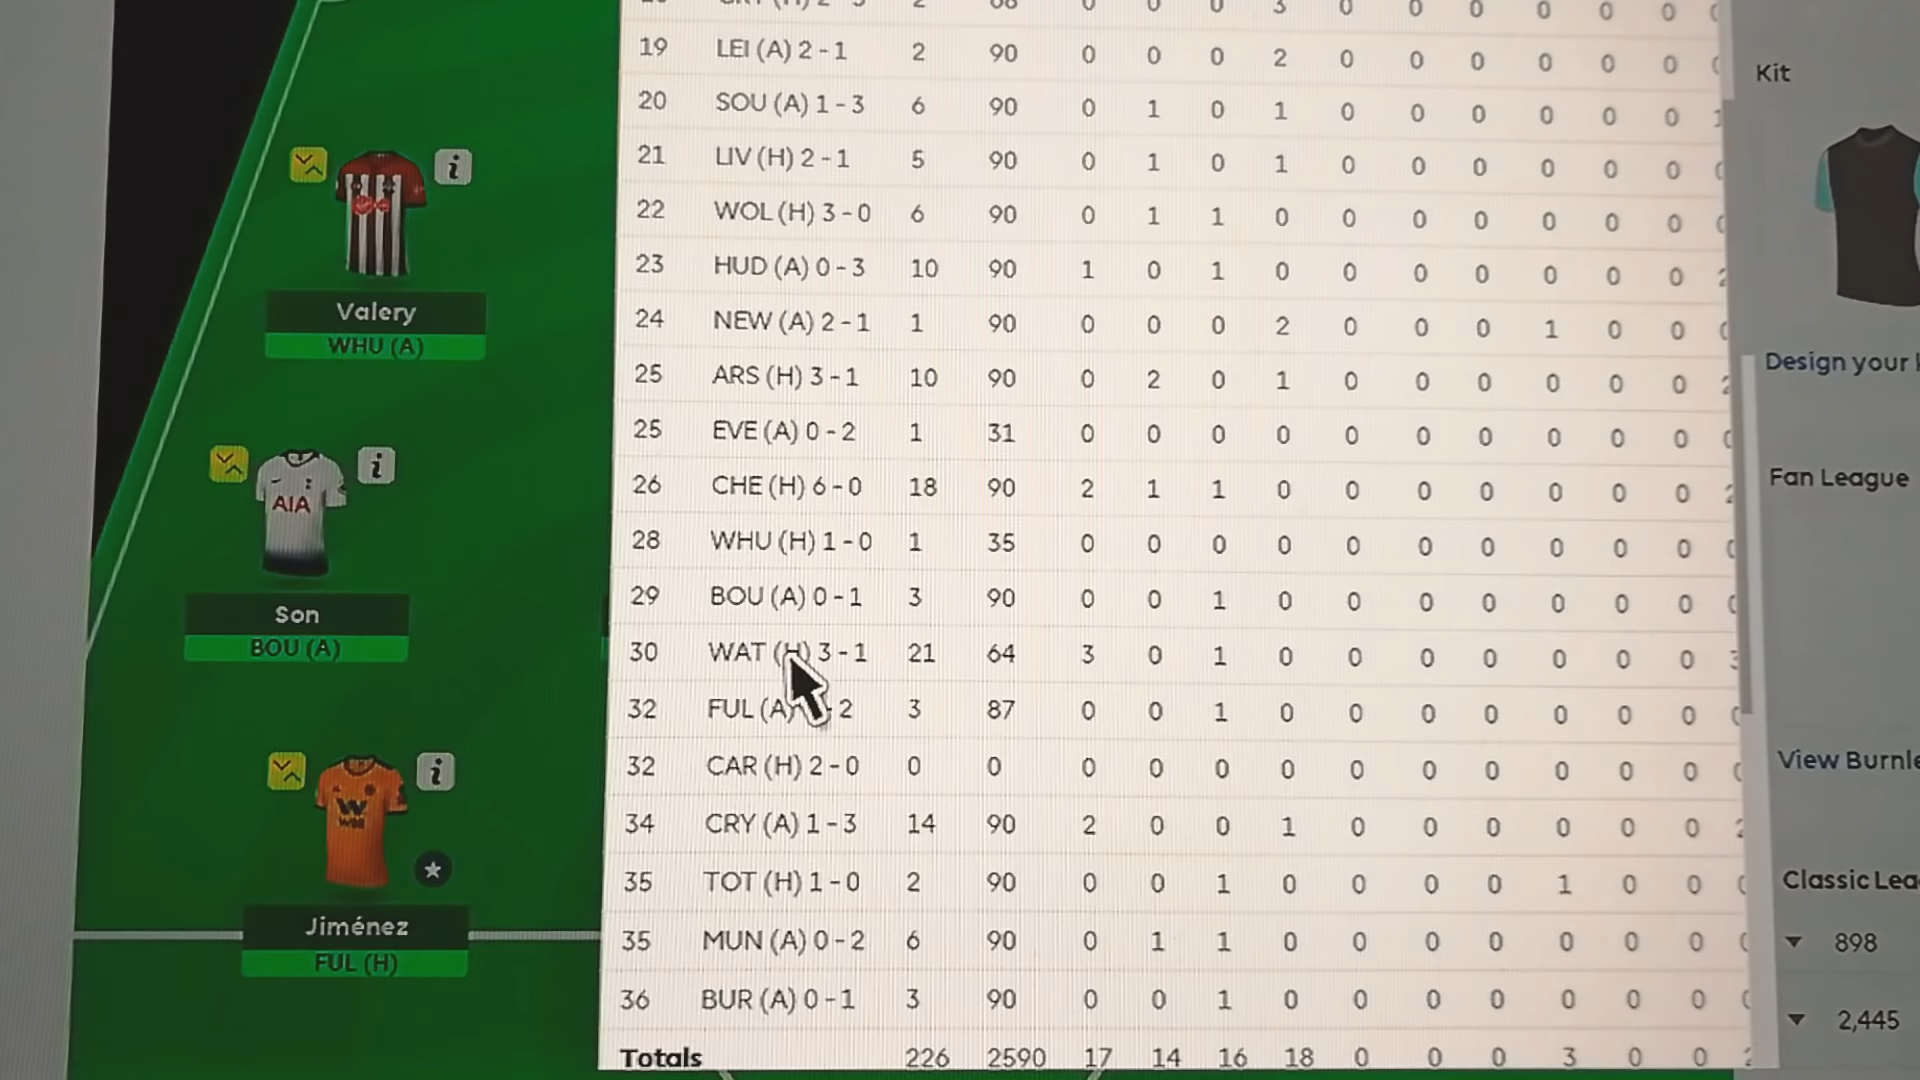 19 LEI (A) 2 - 1 2 90 0 0 0 2 0 0 0 0 0 0
20 SOU (A) 1 - 3 6 90 0 1 0 1 0 0 0 0 0 0
21 LIV (H) 2 - 1 5 90 0 1 0 1 0 0 0 0 0 0
22 WOL (H) 3 - 0 6 90 0 1 1 0 0 0 0 0 0 0
23 HUD (A) 0 - 3 10 90 1 0 1 0 0 0 0 0 0 0
24 NEW (A) 2 - 1 1 90 0 0 0 2 0 0 0 1 0 0
25 ARS (H) 3 - 1 10 90 0 2 0 1 0 0 0 0 0 0
25 EVE (A) 0 - 2 1 31 0 0 0 0 0 0 0 0 0 0
26 CHE (H) 6 - 0 18 90 2 1 1 0 0 0 0 0 0 0
28 WHU (H) 1 - 0 1 35 0 0 0 0 0 0 0 0 0 0
29 BOU (A) 0 - 1 3 90 0 0 1 0 0 0 0 0 0 0
30 WAT (H) 3 - 1 21 64 3 0 1 0 0 0 0 0 0 0
32 FUL (A) - 2 3 87 0 0 1 0 0 0 0 0 0 0
32 CAR (H) 2 - 0 0 0 0 0 0 0 0 0 0 0 0 0
34 CRY (A) 1 - 3 14 90 2 0 0 1 0 0 0 0 0 0
35 TOT (H) 1 - 0 2 90 0 0 1 0 0 0 0 1 0 0
35 MUN (A) 0 - 2 6 90 0 1 1 0 0 0 0 0 0 0
36 BUR (A) 0 - 1 3 90 0 0 1 0 0 0 0 0 0 0
Totals 226 2590 17 14 16 18 0 0 0 3 0 0
Valery
WHU (A)
AIA
Son
BOU (A)
Jiménez
FUL (H)
Kit
Design your
Fan League
View
Classic
898
2,445